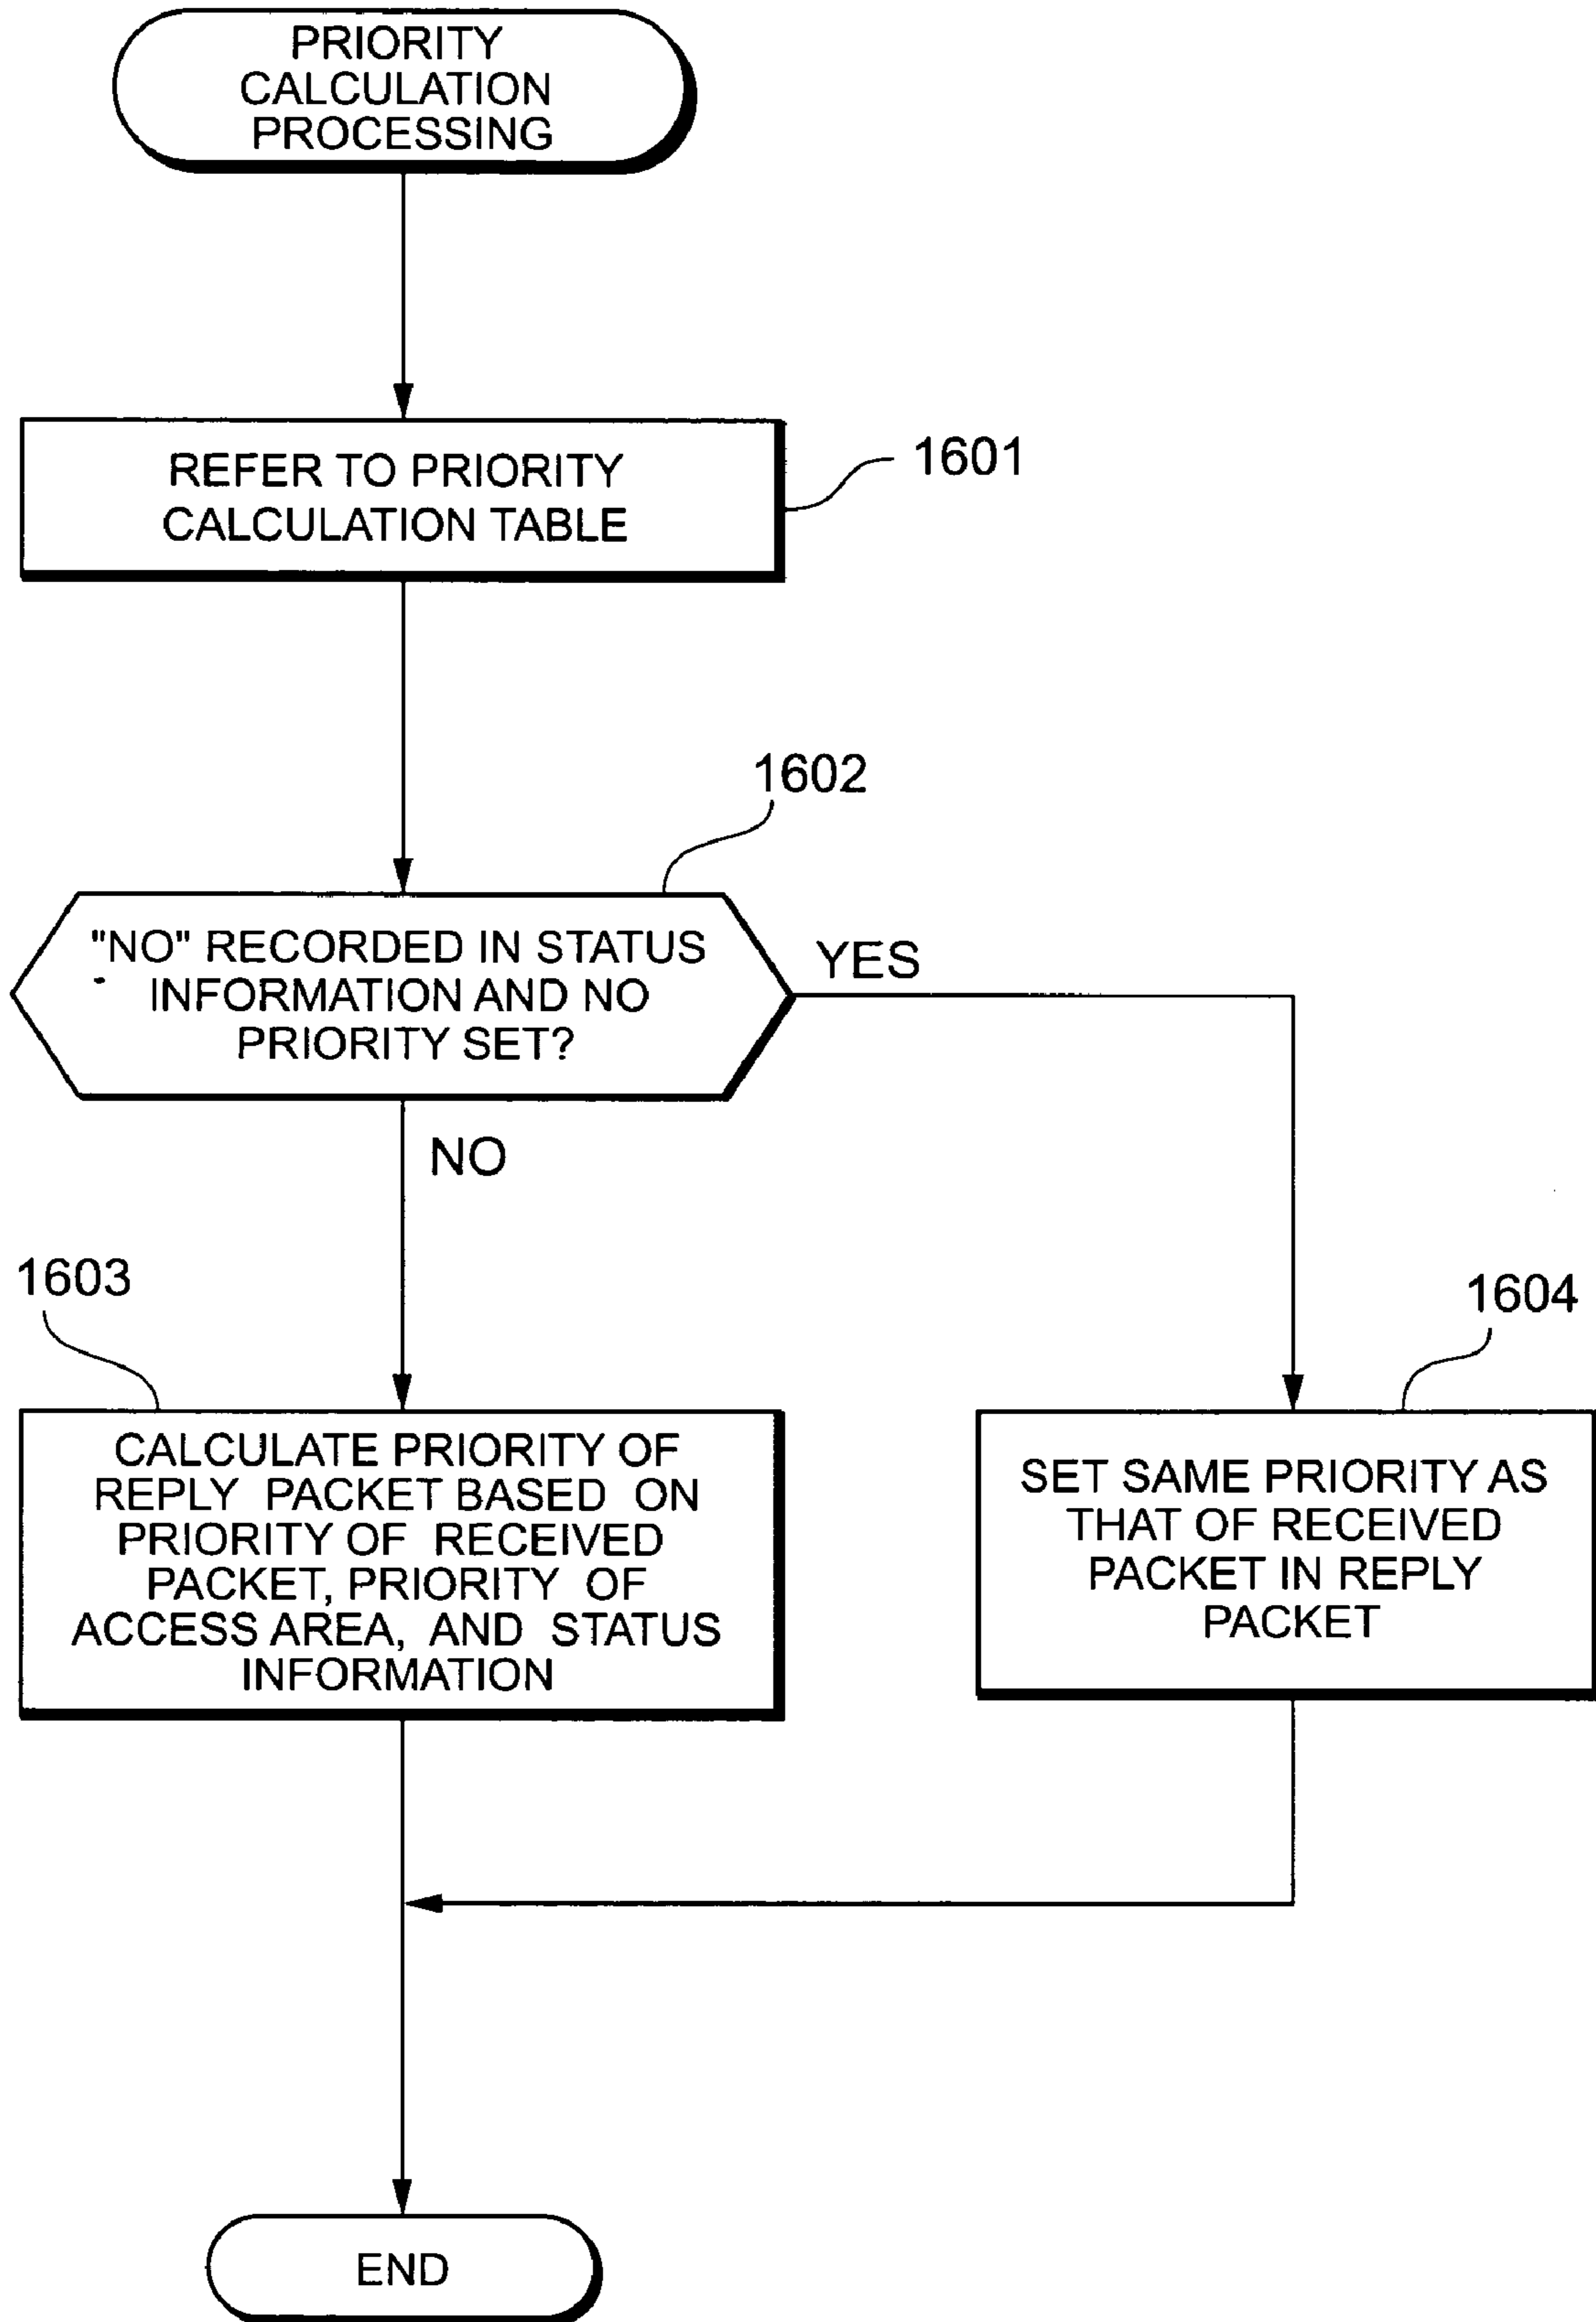 PRIORITY
CALCULATION
PROCESSING
REFER TO PRIORITY
CALCULATION TABLE
1601
1602
"NO" RECORDED IN STATUS
INFORMATION AND NO
PRIORITY SET?
YES
NO
1603
CALCULATE PRIORITY OF
REPLY PACKET BASED ON
PRIORITY OF RECEIVED
PACKET, PRIORITY OF
ACCESS AREA, AND STATUS
INFORMATION
1604
SET SAME PRIORITY AS
THAT OF RECEIVED
PACKET IN REPLY
PACKET
END